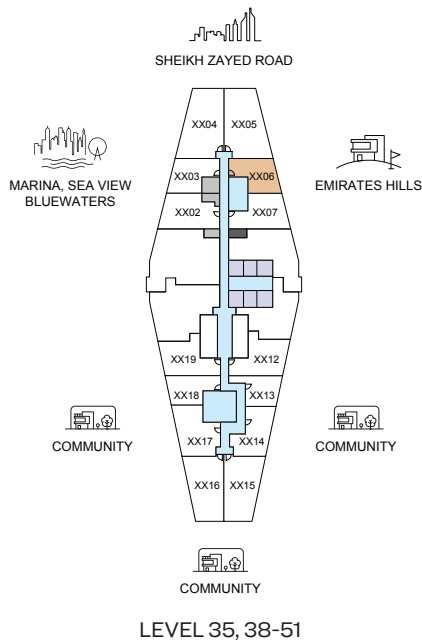 SHEIKH ZAYED ROAD
XX04
XX05
MARINA, SEA VIEW
BLUEWATERS
XX03
XX06
EMIRATES HILLS
XX02
XX07
XX19
XX12
XX18
XX13
COMMUNITY
XX17
XX14
COMMUNITY
XX16
XX15
COMMUNITY
LEVEL 35, 38-51